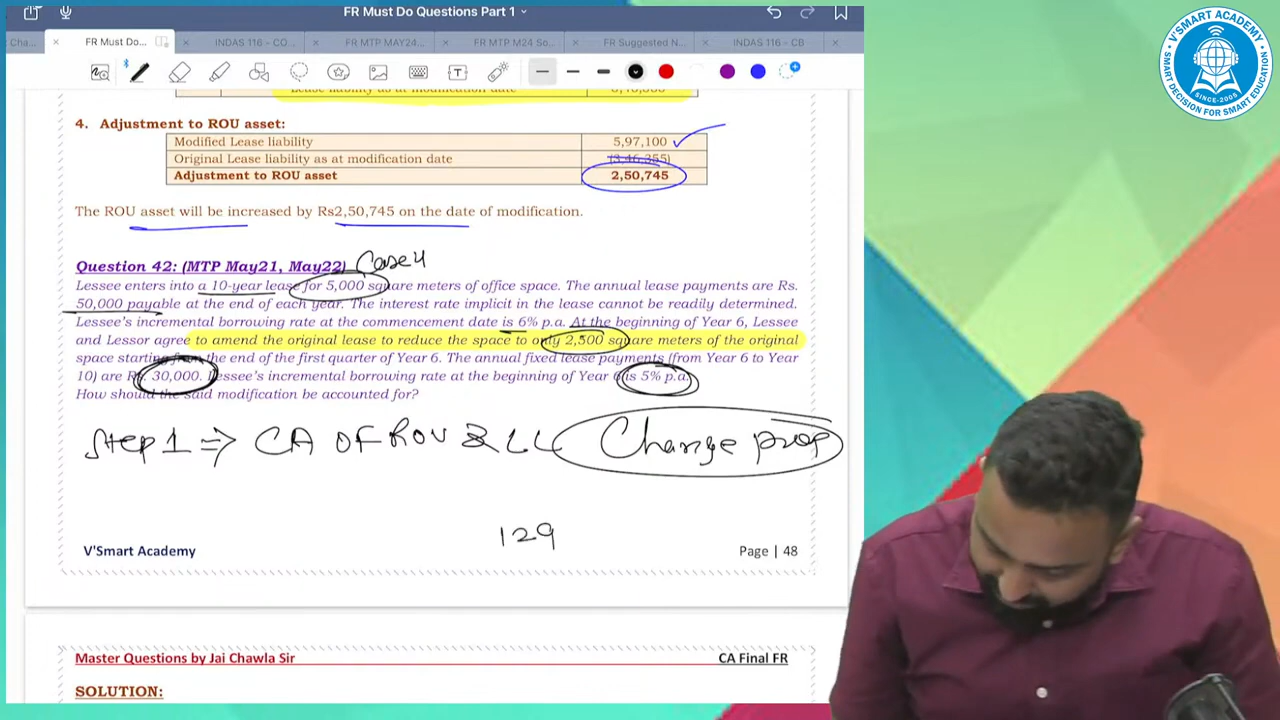 FR Must Do Questions Part 1
Cha...
FR Must Do...
INDAS 116 - CO...
FR MTP MAY24...
FR MTP M24 So...
FR Suggested N...
INDAS 116 - CB
V'SMART ACADEMY
SINCE-2005
SMART DECISION FOR SMART EDUCATION
Lease liability as at modification date
4. Adjustment to ROU asset:
Modified Lease liability 5,97,100
Original Lease liability as at modification date (3,46,355)
Adjustment to ROU asset 2,50,745
The ROU asset will be increased by Rs2,50,745 on the date of modification.
Question 42: (MTP May21, May22) Case 4
Lessee enters into a 10-year lease for 5,000 square meters of office space. The annual lease payments are Rs.
50,000 payable at the end of each year. The interest rate implicit in the lease cannot be readily determined.
Lessee's incremental borrowing rate at the commencement date is 6% p.a. At the beginning of Year 6, Lessee
and Lessor agree to amend the original lease to reduce the space to only 2,500 square meters of the original
space starting from the end of the first quarter of Year 6. The annual fixed lease payments (from Year 6 to Year
10) are Rs. 30,000. Lessee's incremental borrowing rate at the beginning of Year 6 is 5% p.a.
How should the said modification be accounted for?
Step 1 ⇒ CA OF ROU & LL Change prop
129
V'Smart Academy
Page | 48
Master Questions by Jai Chawla Sir
CA Final FR
SOLUTION: